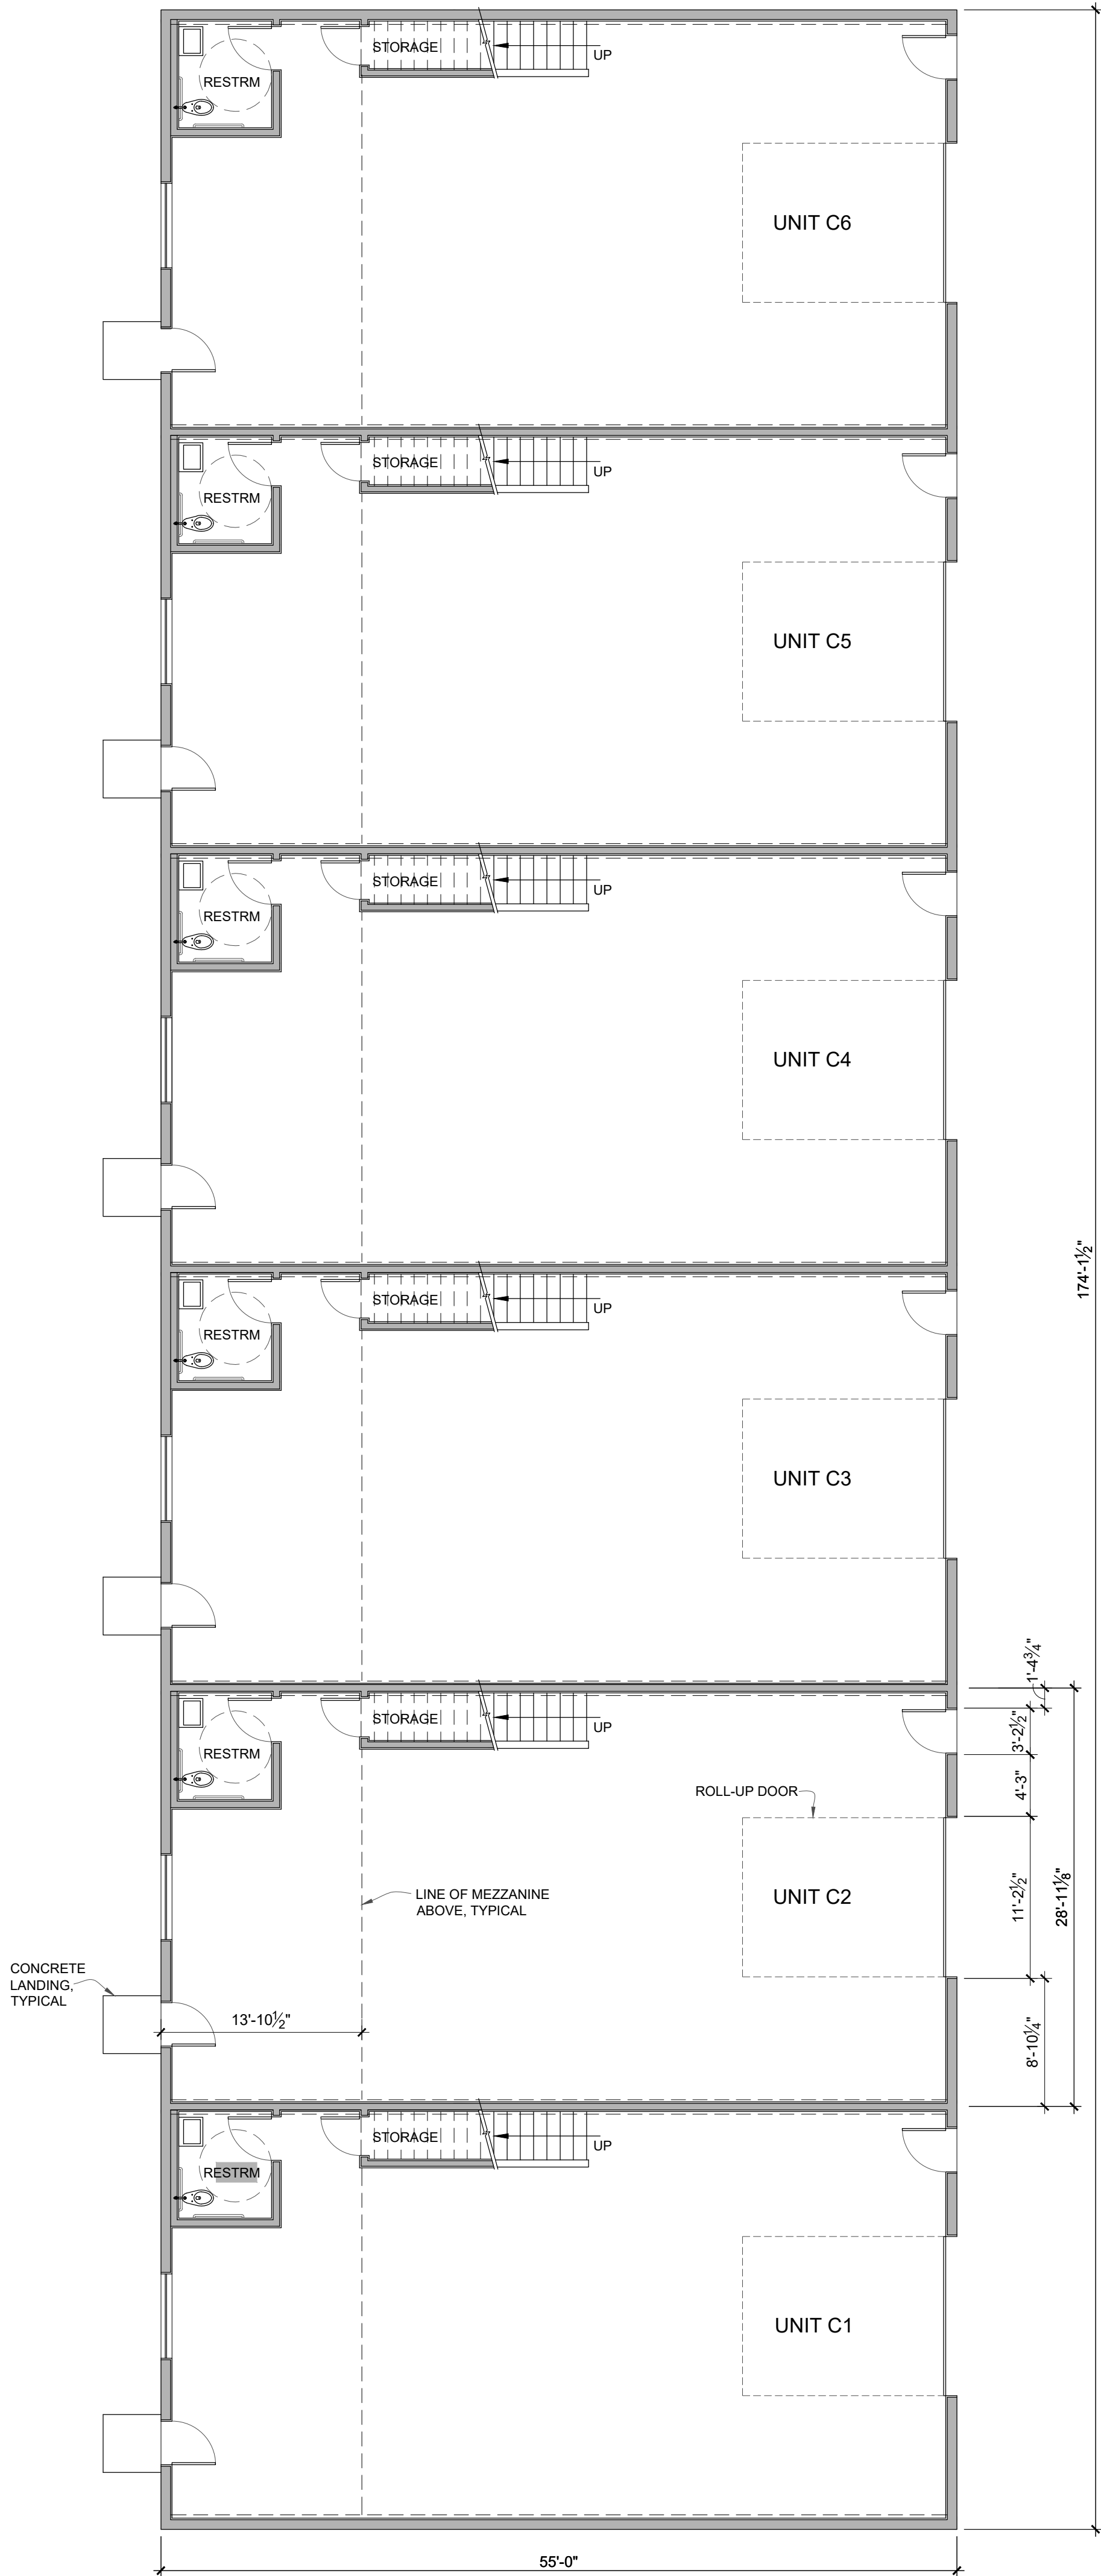 STORAGE
UP
RESTRM
UNIT C6
STORAGE
UP
RESTRM
UNIT C5
STORAGE
UP
RESTRM
UNIT C4
174'-1½"
STORAGE
UP
RESTRM
UNIT C3
1'-4¾"
STORAGE
UP
3'-2½"
RESTRM
4'-3"
ROLL-UP DOOR
UNIT C2
11'-2½"
28'-11⅛"
LINE OF MEZZANINE
ABOVE, TYPICAL
CONCRETE
LANDING,
TYPICAL
13'-10½"
8'-10¼"
STORAGE
UP
RESTRM
UNIT C1
55'-0"